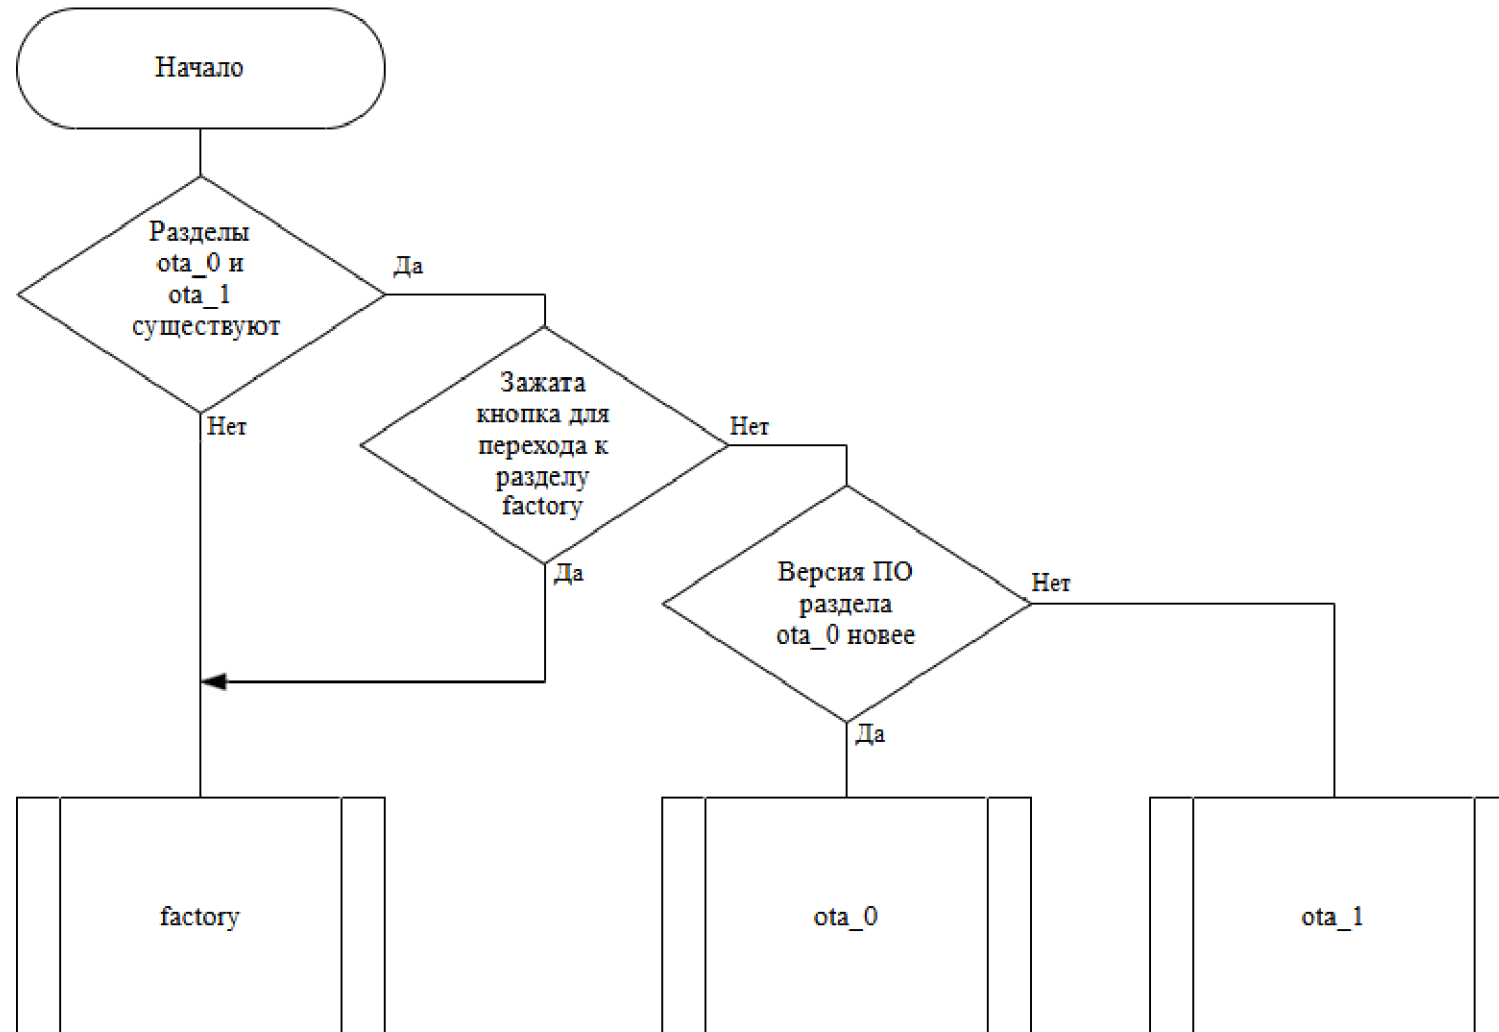 Начало
Разделы
ota_0 и
ota_1
существуют
Да
Нет
Зажата
кнопка для
перехода к
разделу
factory
Нет
Да
Версия ПО
раздела
ota_0 новее
Нет
Да
factory
ota_0
ota_1